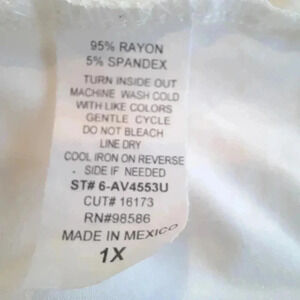 95% RAYON
5% SPANDEX
TURN INSIDE OUT
MACHINE WASH COLD
WITH LIKE COLORS
GENTLE CYCLE
DO NOT BLEACH
LINE DRY
COOL IRON ON REVERSE
SIDE IF NEEDED
ST# 6-AV4553U
CUT# 16173
RN#98586
MADE IN MEXICO
1X